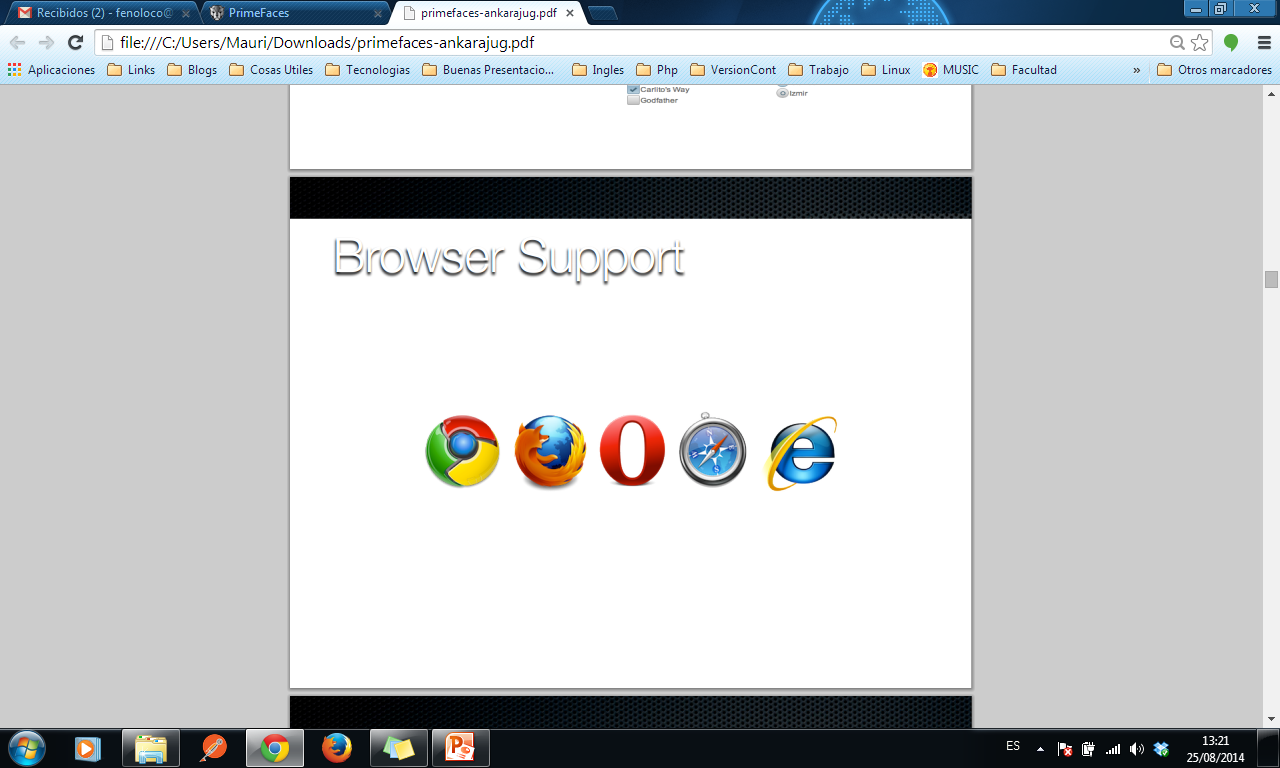 Recibidos (2) - fenoloco@
PrimeFaces
primefaces-ankarajug.pdf
file:///C:/Users/Mauri/Downloads/primefaces-ankarajug.pdf
Aplicaciones Links Blogs Cosas Utiles Tecnologias Buenas Presentacio... Ingles Php VersionCont Trabajo Linux MUSIC Facultad » Otros marcadores
Carlito's Way
Godfather
Izmir
Browser Support
ES
13:21
25/08/2014